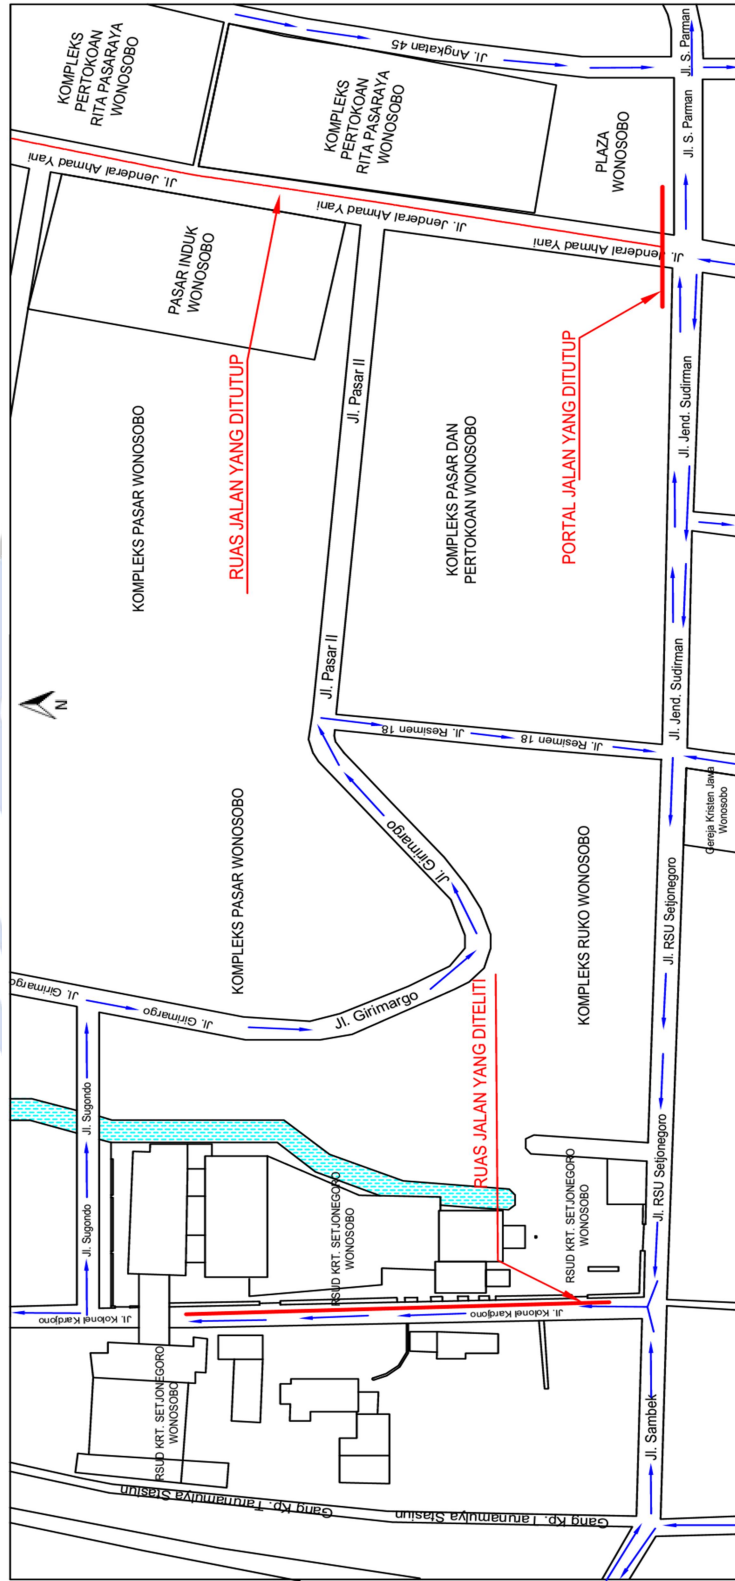 KOMPLEKS
PERTOKOAN
RITA PASARAYA
WONOSOBO
KOMPLEKS
PERTOKOAN
RITA PASARAYA
WONOSOBO
Jl. Angkatan 45
Jl. S. Parman
Jl. S. Parman
PLAZA
WONOSOBO
Jl. Jenderal Ahmad Yani
Jl. Jenderal Ahmad Yani
Jl. Jenderal Ahmad Yani
PASAR INDUK
WONOSOBO
RUAS JALAN YANG DITUTUP
PORTAL JALAN YANG DITUTUP
Jl. Pasar II
Jl. Jend. Sudirman
KOMPLEKS PASAR WONOSOBO
KOMPLEKS PASAR DAN
PERTOKOAN WONOSOBO
Jl. Pasar II
Jl. Jend. Sudirman
N
Jl. Resimen 18
Jl. Resimen 18
Gereja Kristen Jawa
Wonosobo
KOMPLEKS PASAR WONOSOBO
Jl. Girimargo
KOMPLEKS RUKO WONOSOBO
Jl. RSU Setjonegoro
Jl. Girimargo
Jl. Girimargo
Jl. Girimargo
RUAS JALAN YANG DITELITI
Jl. Sugondo
Jl. Sugondo
RSUD KRT. SETJONEGORO
WONOSOBO
RSUD KRT. SETJONEGORO
WONOSOBO
Jl. RSU Setjonegoro
Jl. Kolonel Kardjono
Jl. Kolonel Kardjono
RSUD KRT. SETJONEGORO
WONOSOBO
Jl. Sambek
Gang Kp. Tarunamulya Stasiun
Gang Kp. Tarunamulya Stasiun